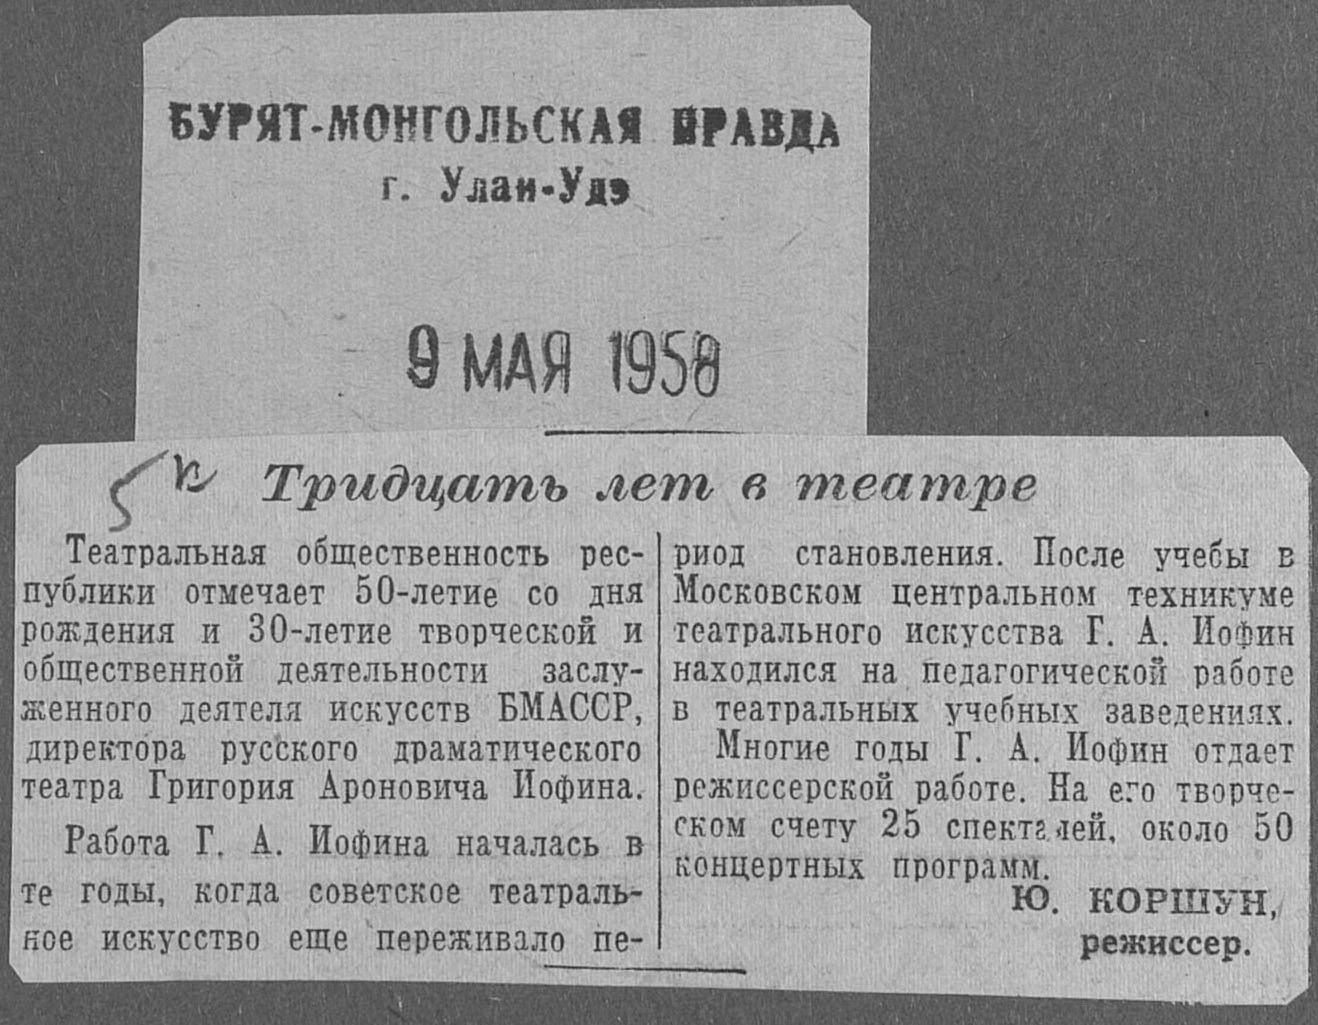 БУРЯТ-МОНГОЛЬСКАЯ ПРАВДА
г. Улан-Удэ
9 МАЯ 1958
5 к
Тридцать лет в театре
Театральная общественность рес-
публики отмечает 50-летие со дня
рождения и 30-летие творческой и
общественной деятельности заслу-
женного деятеля искусств БМАССР,
директора русского драматического
театра Григория Ароновича Иофина.
Работа Г. А. Иофина началась в
те годы, когда советское театраль-
ное искусство еще переживало пе-
риод становления. После учебы в
Московском центральном техникуме
театрального искусства Г. А. Иофин
находился на педагогической работе
в театральных учебных заведениях.
Многие годы Г. А. Иофин отдает
режиссерской работе. На его творче-
ском счету 25 спектаклей, около 50
концертных программ.
Ю. КОРШУН,
режиссер.